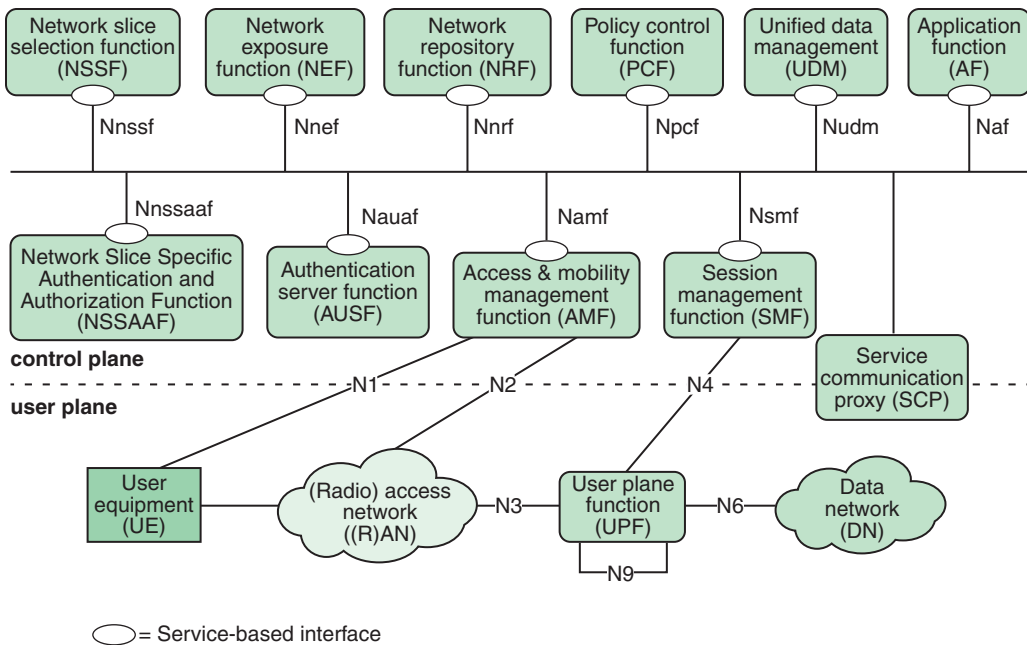 Network slice
selection function
(NSSF)
Network
exposure
function (NEF)
Network
repository
function (NRF)
Policy control
function
(PCF)
Unified data
management
(UDM)
Application
function
(AF)
Nnssf
Nnef
Nnrf
Npcf
Nudm
Naf
Nnssaaf
Nauaf
Namf
Nsmf
Network Slice Specific
Authentication and
Authorization Function
(NSSAAF)
Authentication
server function
(AUSF)
Access & mobility
management
function (AMF)
Session
management
function (SMF)
Service
communication
proxy (SCP)
control plane
user plane
N1
N2
N4
User
equipment
(UE)
(Radio) access
network
((R)AN)
N3
User plane
function
(UPF)
N6
Data
network
(DN)
N9
= Service-based interface